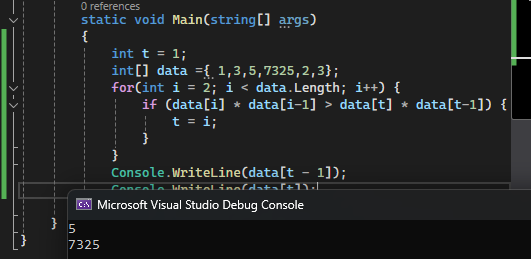 0 references
static void Main(string[] args)
{
int t = 1;
int[] data ={ 1,3,5,7325,2,3};
for(int i = 2; i < data.Length; i++) {
if (data[i] * data[i-1] > data[t] * data[t-1]) {
t = i;
}
}
Console.WriteLine(data[t - 1]);
Console.WriteLine(data[t]);
Microsoft Visual Studio Debug Console
5
7325
}
}